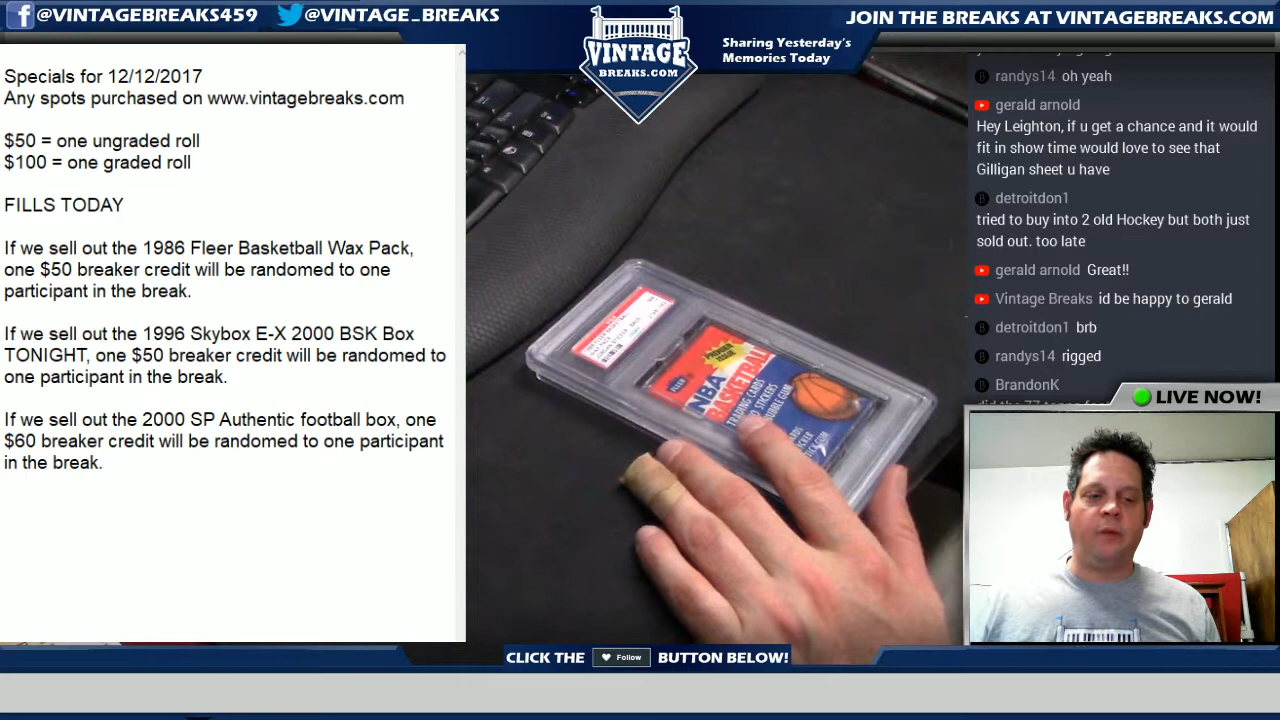 @VINTAGEBREAKS459
@VINTAGE_BREAKS
VINTAGE
BREAKS.COM
Sharing Yesterday's
Memories Today
JOIN THE BREAKS AT VINTAGEBREAKS.COM
Specials for 12/12/2017
Any spots purchased on www.vintagebreaks.com
$50 = one ungraded roll
$100 = one graded roll
FILLS TODAY
If we sell out the 1986 Fleer Basketball Wax Pack,
one $50 breaker credit will be randomed to one
participant in the break.
If we sell out the 1996 Skybox E-X 2000 BSK Box
TONIGHT, one $50 breaker credit will be randomed to
one participant in the break.
If we sell out the 2000 SP Authentic football box, one
$60 breaker credit will be randomed to one participant
in the break.
PREMIER
ISSUE
FLEER
NBA
BASKETBALL
TRADING CARDS
STICKERS
BUBBLE GUM
randys14 oh yeah
gerald arnold
Hey Leighton, if u get a chance and it would
fit in show time would love to see that
Gilligan sheet u have
detroitdon1
tried to buy into 2 old Hockey but both just
sold out. too late
gerald arnold Great!!
Vintage Breaks id be happy to gerald
detroitdon1 brb
randys14 rigged
BrandonK
LIVE NOW!
CLICK THE Follow BUTTON BELOW!